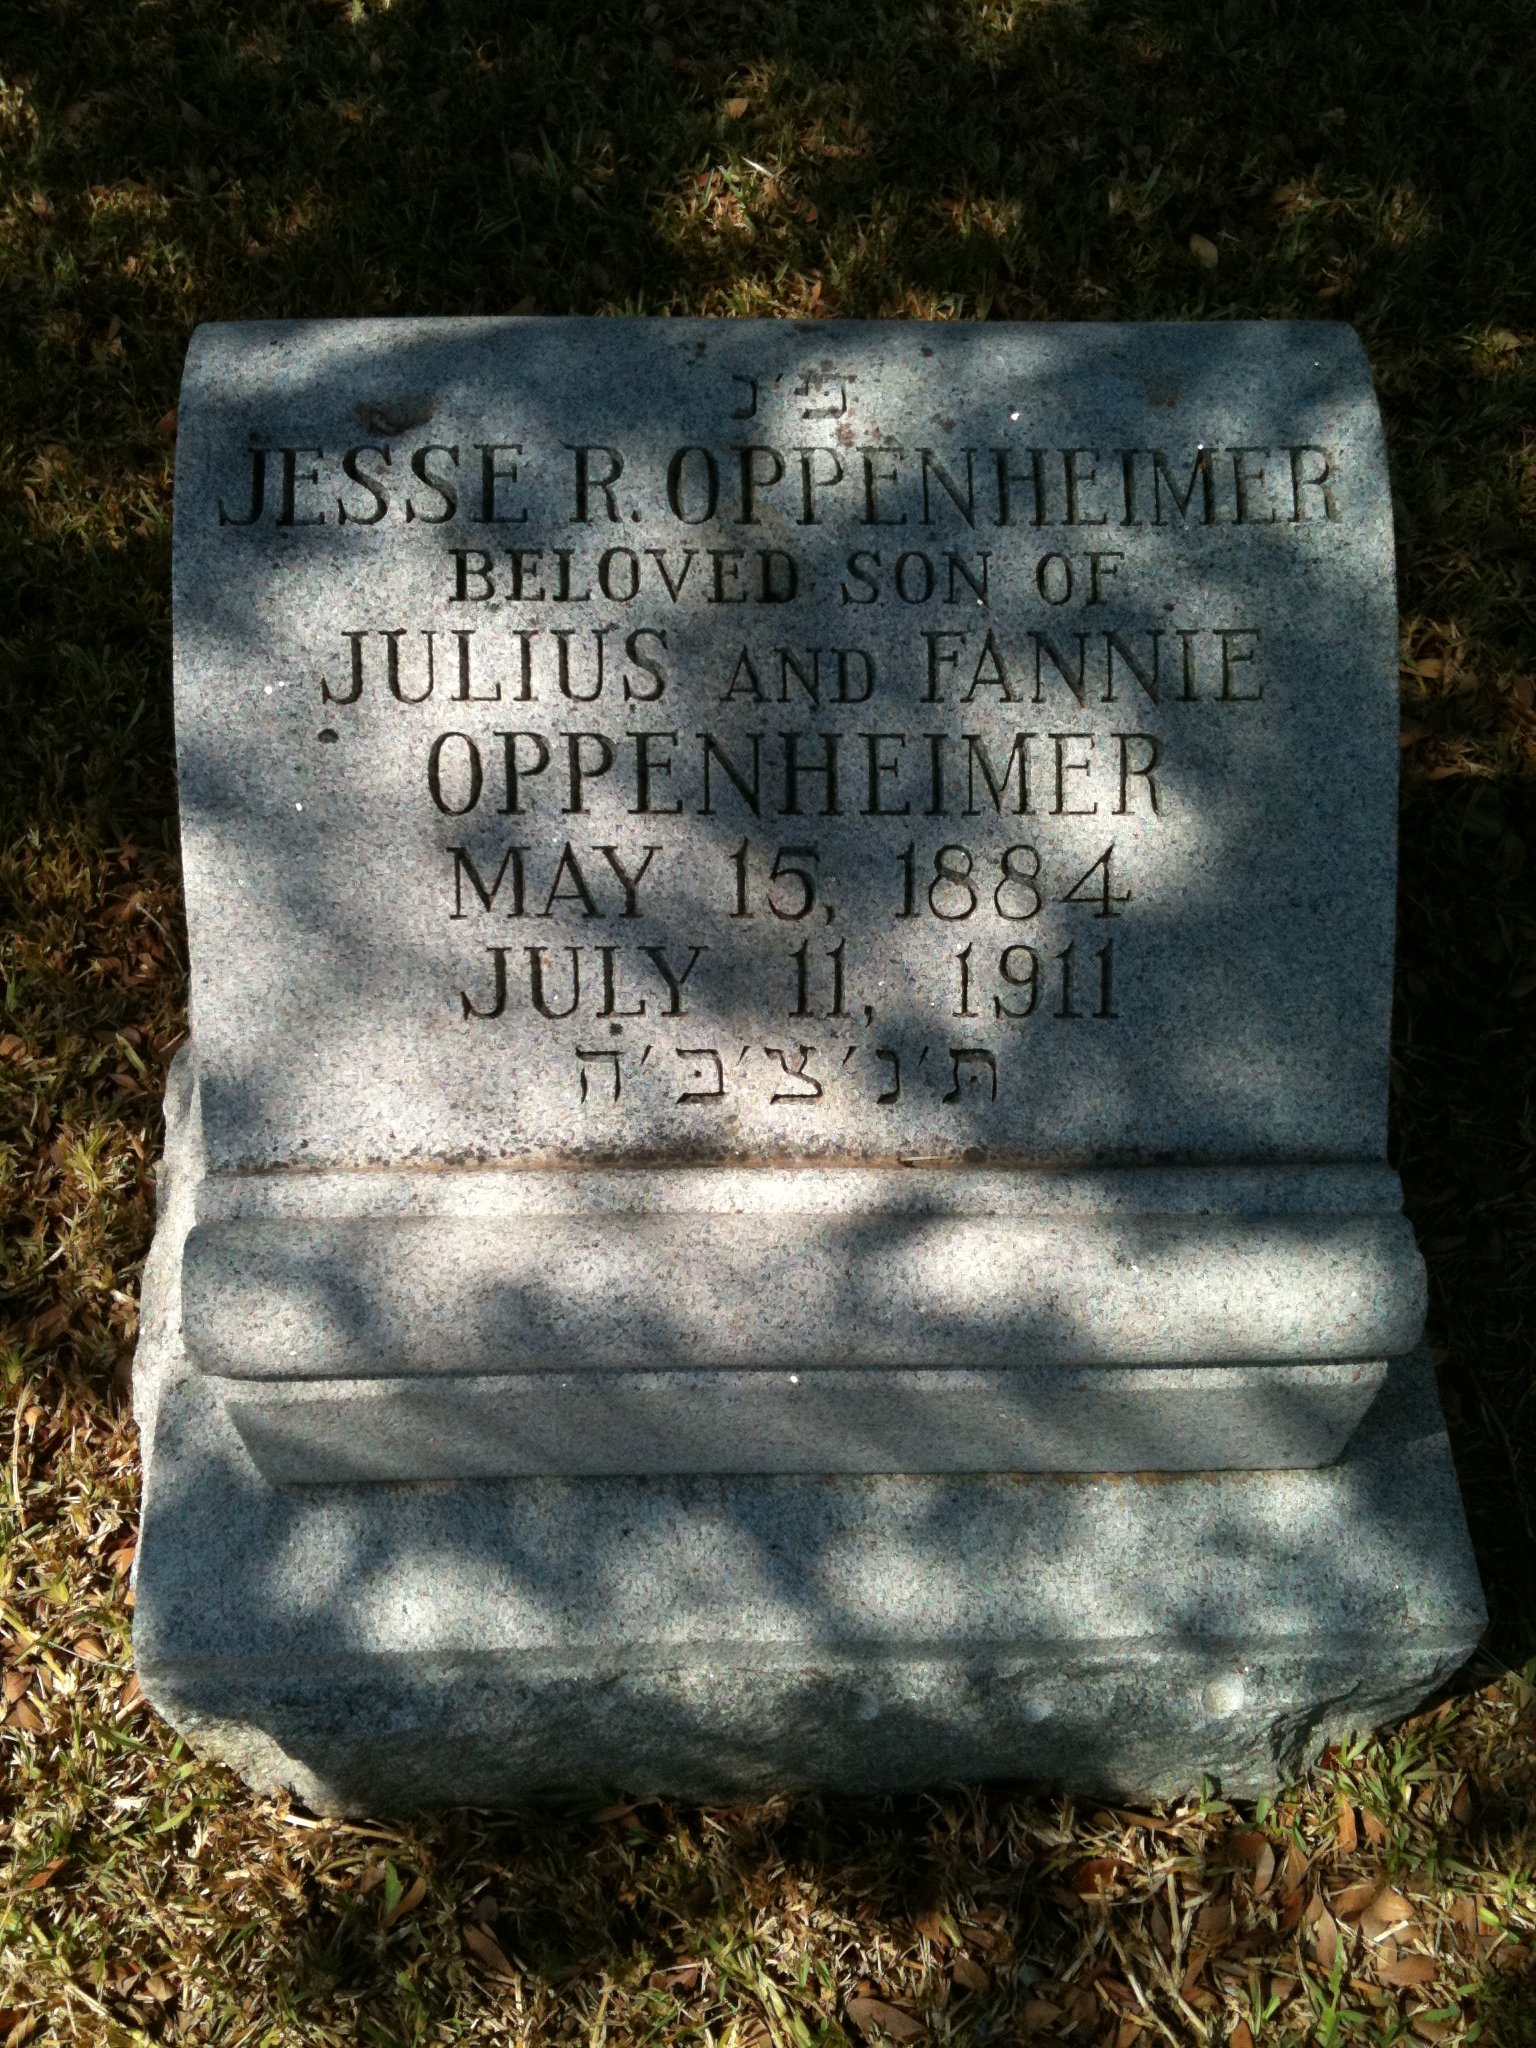 פ׳נ
JESSE R. OPPENHEIMER
BELOVED SON OF
JULIUS AND FANNIE
OPPENHEIMER
MAY 15, 1884
JULY 11, 1911
ת׳נ׳צ׳ב׳ה